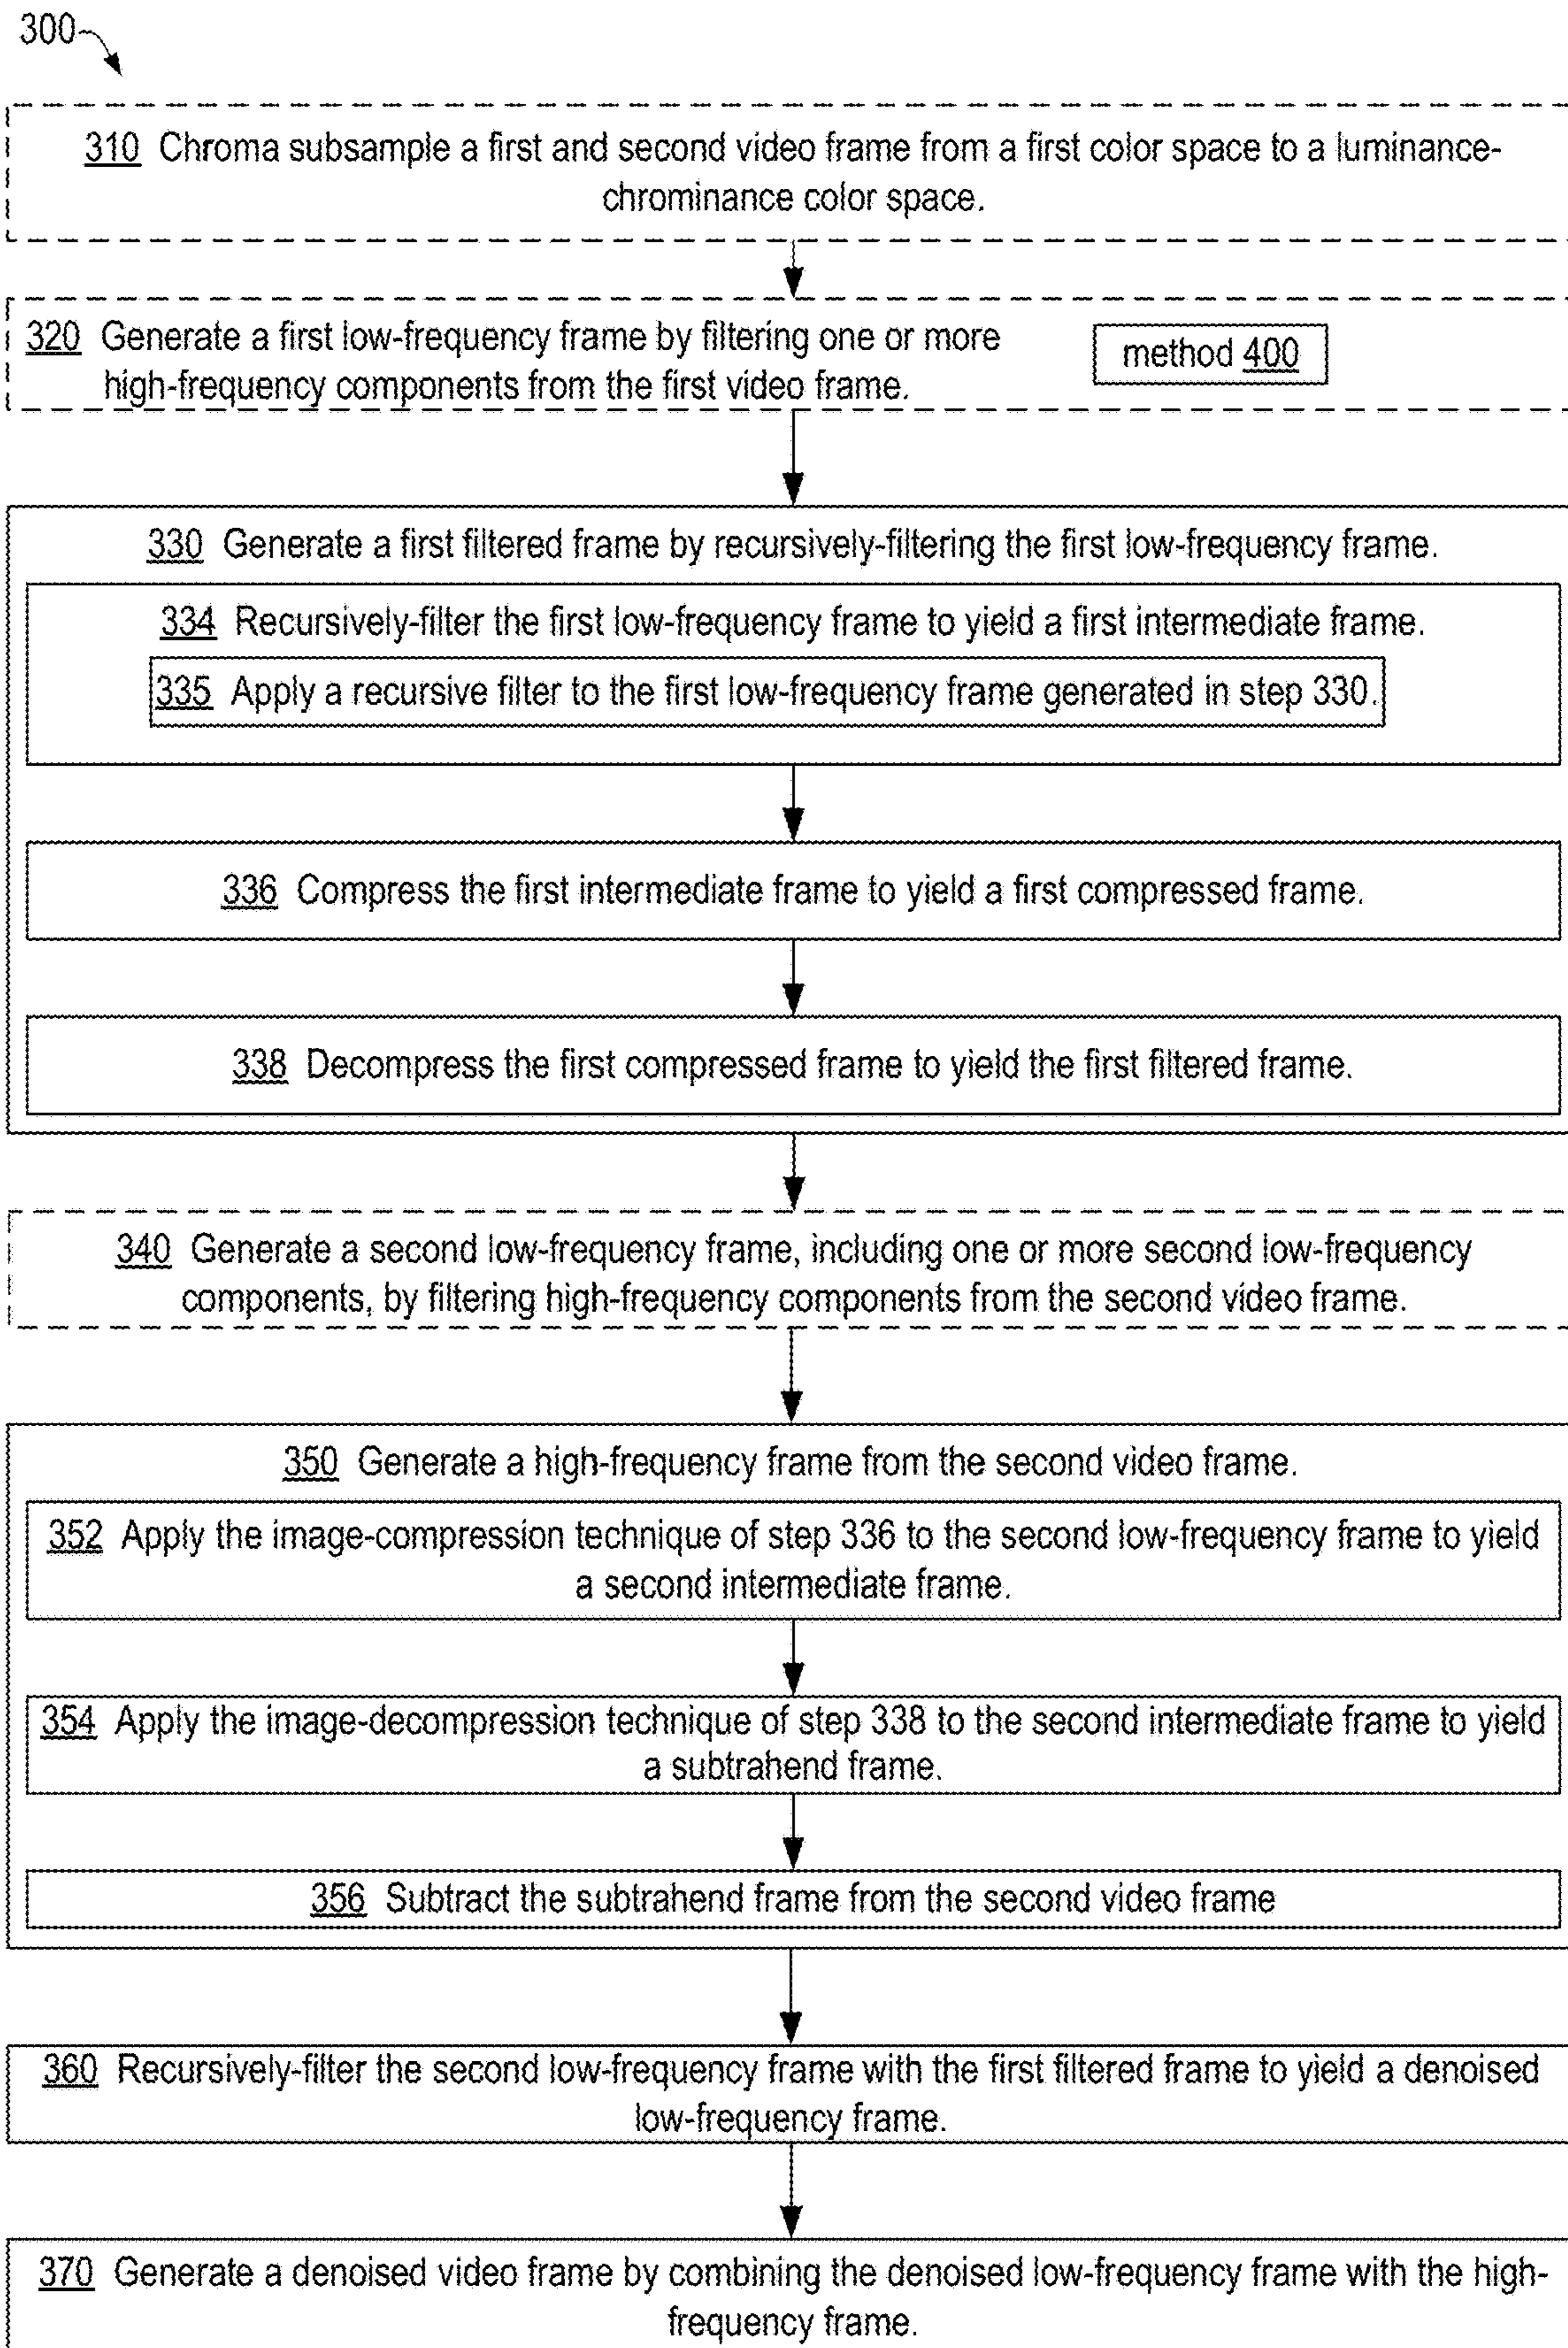 300
310 Chroma subsample a first and second video frame from a first color space to a luminance-
chrominance color space.
320 Generate a first low-frequency frame by filtering one or more
high-frequency components from the first video frame.
method 400
330 Generate a first filtered frame by recursively-filtering the first low-frequency frame.
334 Recursively-filter the first low-frequency frame to yield a first intermediate frame.
335 Apply a recursive filter to the first low-frequency frame generated in step 330.
336 Compress the first intermediate frame to yield a first compressed frame.
338 Decompress the first compressed frame to yield the first filtered frame.
340 Generate a second low-frequency frame, including one or more second low-frequency
components, by filtering high-frequency components from the second video frame.
350 Generate a high-frequency frame from the second video frame.
352 Apply the image-compression technique of step 336 to the second low-frequency frame to yield
a second intermediate frame.
354 Apply the image-decompression technique of step 338 to the second intermediate frame to yield
a subtrahend frame.
356 Subtract the subtrahend frame from the second video frame
360 Recursively-filter the second low-frequency frame with the first filtered frame to yield a denoised
low-frequency frame.
370 Generate a denoised video frame by combining the denoised low-frequency frame with the high-
frequency frame.